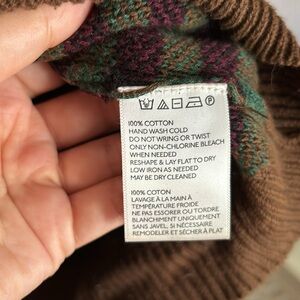 100% COTTON
HAND WASH COLD
DO NOT WRING OR TWIST
ONLY NON-CHLORINE BLEACH
WHEN NEEDED
RESHAPE & LAY FLAT TO DRY
LOW IRON AS NEEDED
MAY BE DRY CLEANED
100% COTON
LAVAGE À LA MAIN À
TEMPÉRATURE FROIDE
NE PAS ESSORER OU TORDRE
BLANCHIMENT UNIQUEMENT
SANS JAVEL, SI NÉCESSAIRE
REMODELER ET SÉCHER À PLAT